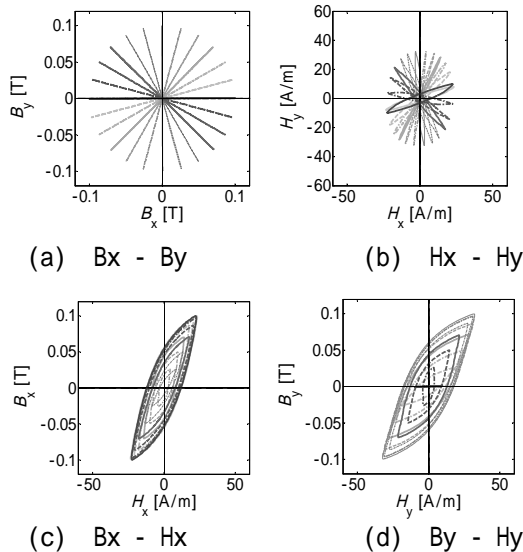 0.1
0.05
0
-0.05
-0.1
-0.1 0 0.1
By [T]
Bx [T]
60
40
20
0
-20
-40
-60
-50 0 50
Hy [A/m]
Hx [A/m]
(a) Bx - By
(b) Hx - Hy
0.1
0.05
0
-0.05
-0.1
-50 0 50
Bx [T]
Hx [A/m]
0.1
0.05
0
-0.05
-0.1
-50 0 50
By [T]
Hy [A/m]
(c) Bx - Hx
(d) By - Hy